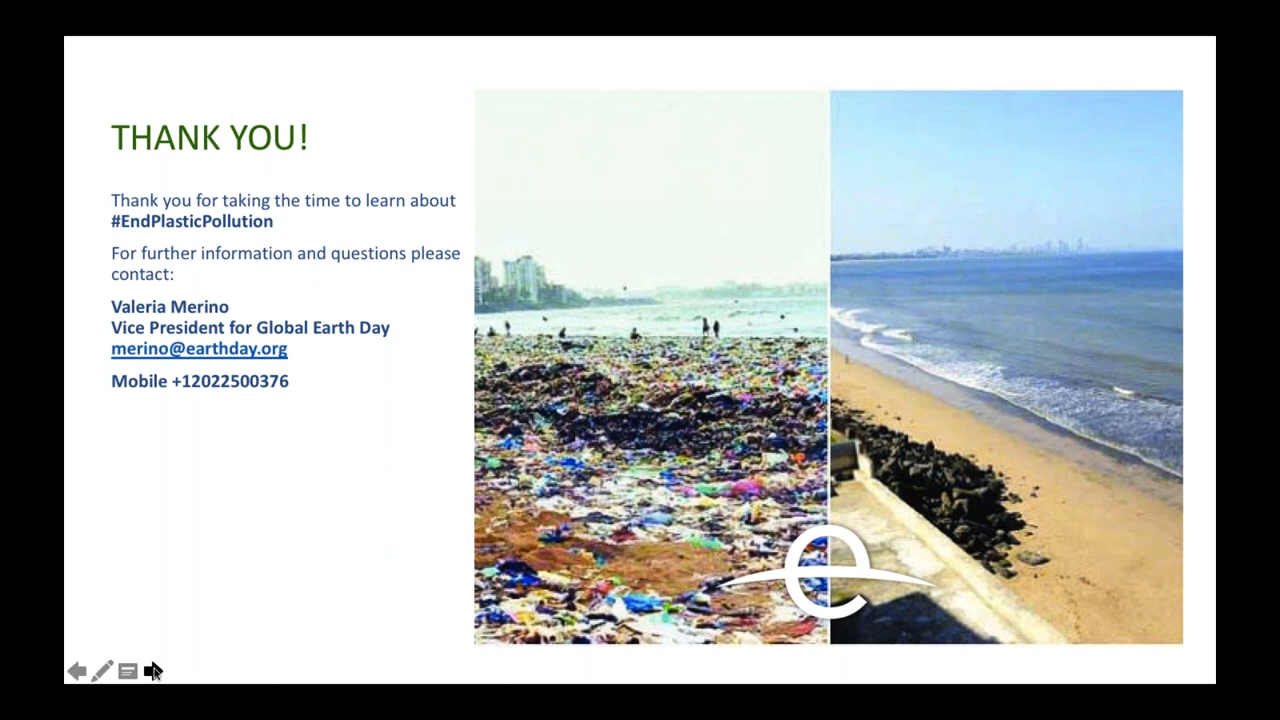 THANK YOU!
Thank you for taking the time to learn about
#EndPlasticPollution
For further information and questions please
contact:
Valeria Merino
Vice President for Global Earth Day
merino@earthday.org
Mobile +12022500376
e